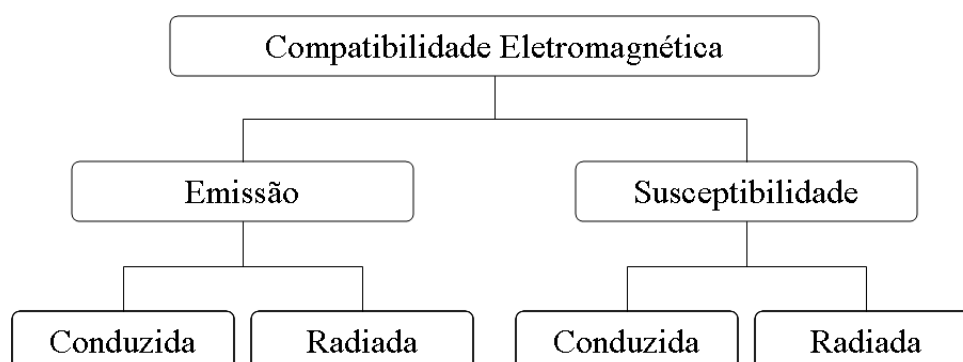 Compatibilidade Eletromagnética
Emissão
Susceptibilidade
Conduzida
Radiada
Conduzida
Radiada